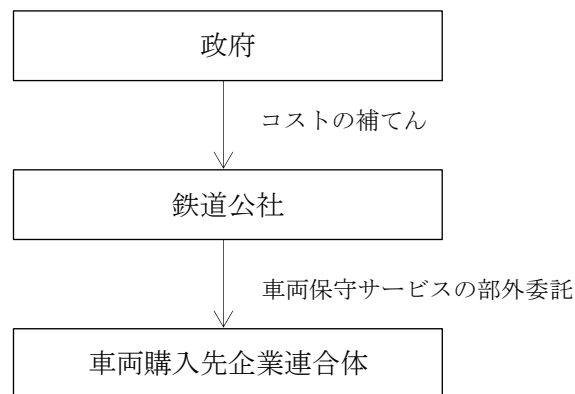 政府
コストの補てん
鉄道公社
車両保守サービスの部外委託
車両購入先企業連合体